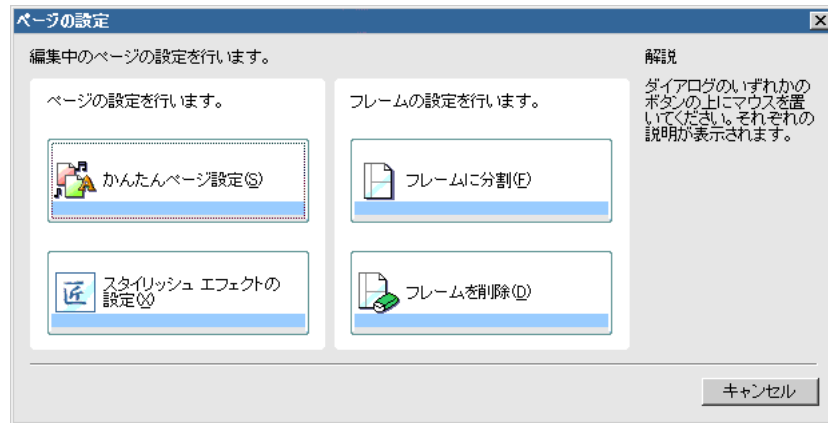 ページの設定
編集中のページの設定を行います。
ページの設定を行います。
かんたんページ設定(S)
匠
スタイリッシュ エフェクトの
設定(X)
フレームの設定を行います。
フレームに分割(F)
フレームを削除(D)
解説
ダイアログのいずれかの
ボタンの上にマウスを置
いてください。それぞれの
説明が表示されます。
キャンセル